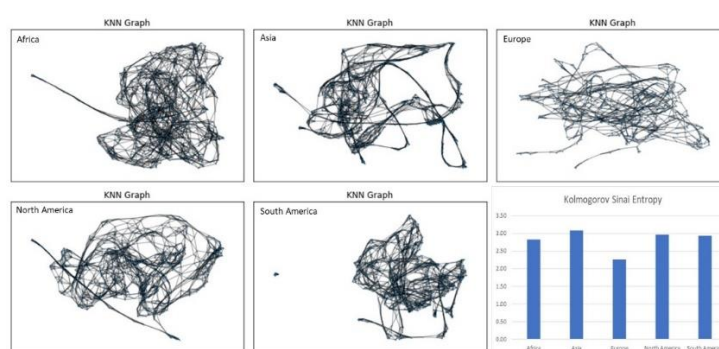 KNN Graph
Africa
KNN Graph
Asia
KNN Graph
Europe
KNN Graph
North America
KNN Graph
South America
Kolmogorov Sinai Entropy
3.50
3.00
2.50
2.00
1.50
1.00
0.50
0.00
Africa
Asia
Europe
North America
South America